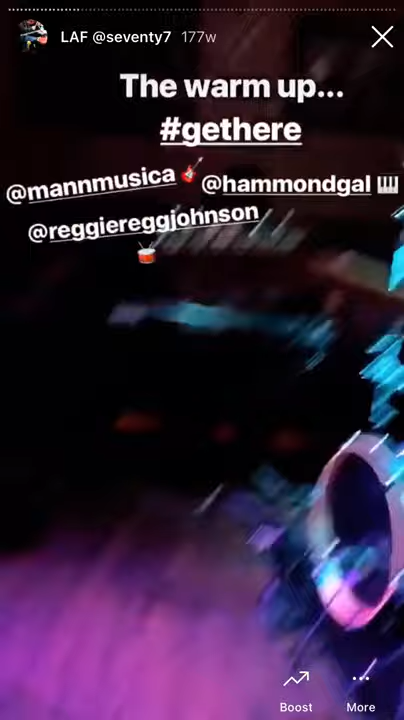 LAF @seventy7 177w
The warm up...
#gethere
@mannmusica🎸@hammondgal 🎹
@reggiereggjohnson
🥁
Boost More